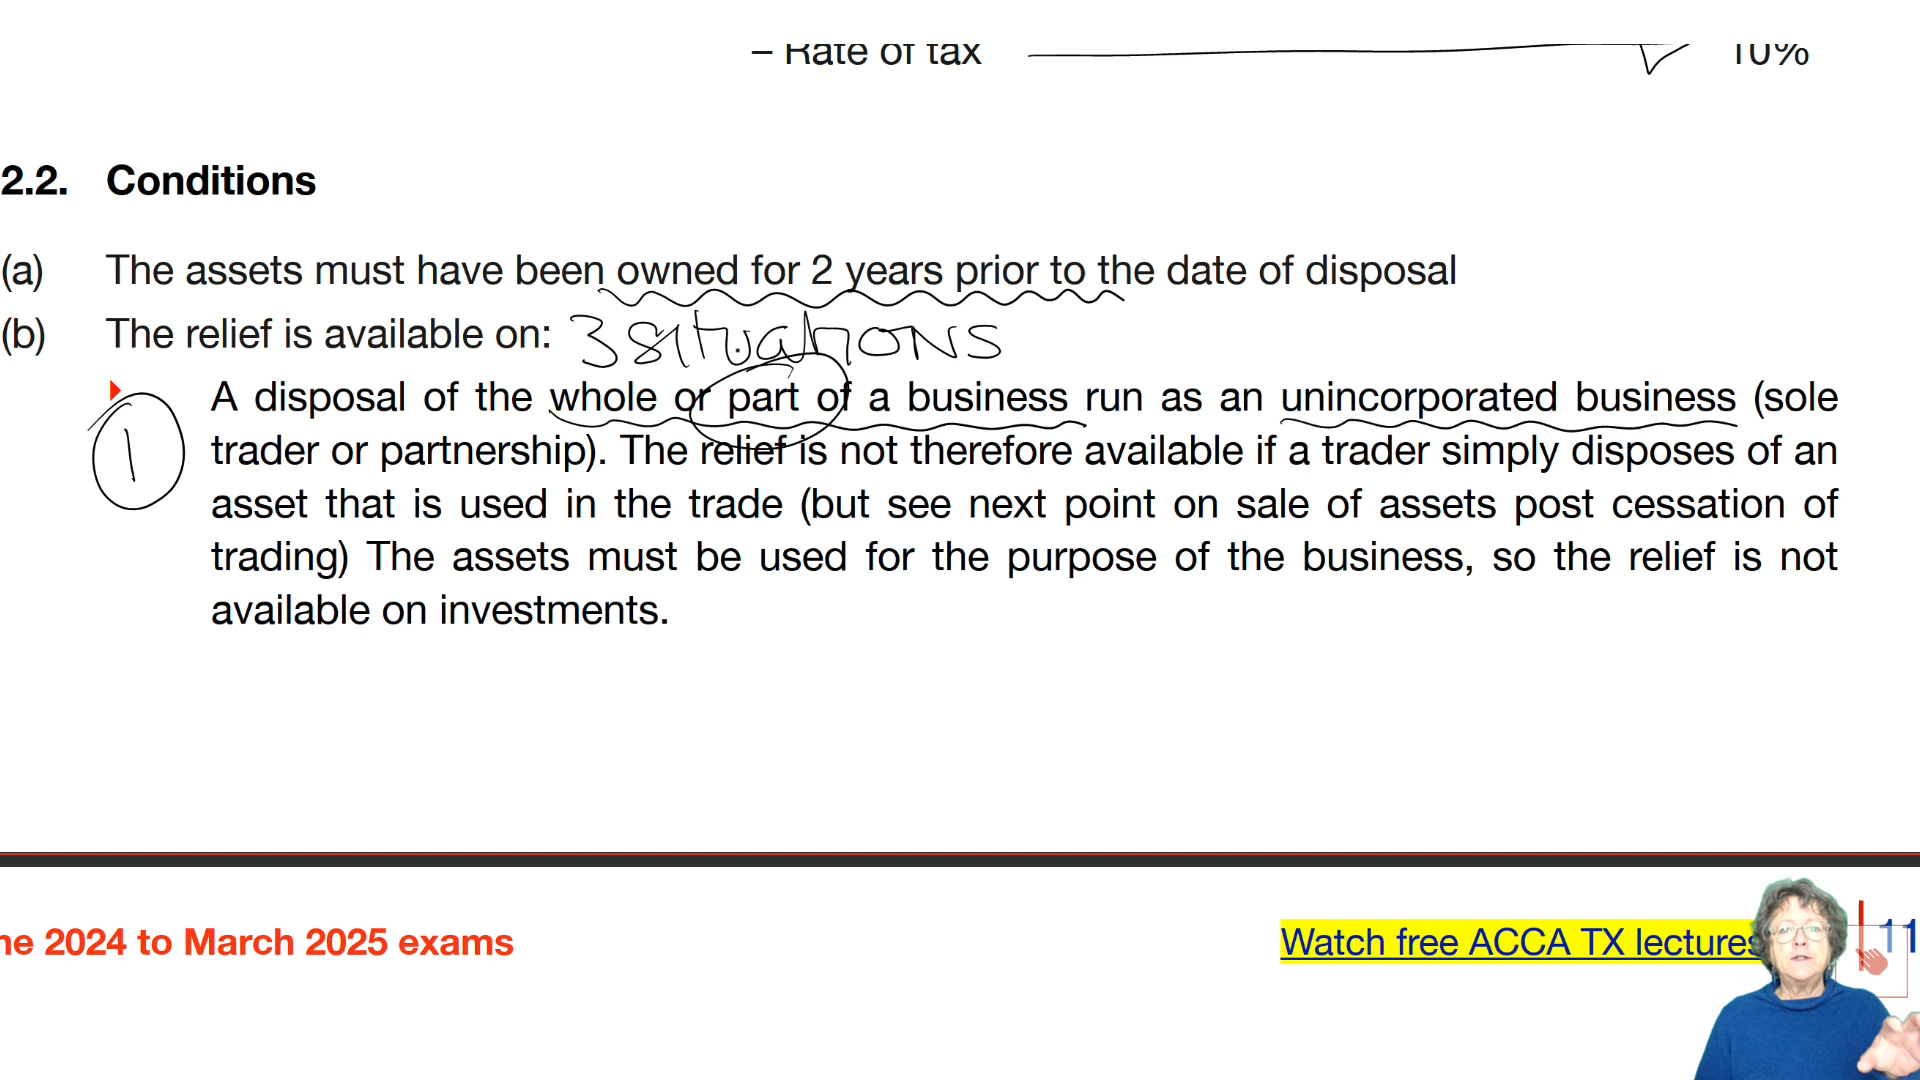 – Rate of tax 10%
2.2. Conditions
(a) The assets must have been owned for 2 years prior to the date of disposal
(b) The relief is available on: 3 situations
A disposal of the whole or part of a business run as an unincorporated business (sole
1 trader or partnership). The relief is not therefore available if a trader simply disposes of an
asset that is used in the trade (but see next point on sale of assets post cessation of
trading) The assets must be used for the purpose of the business, so the relief is not
available on investments.
2024 to March 2025 exams Watch free ACCA TX lectures